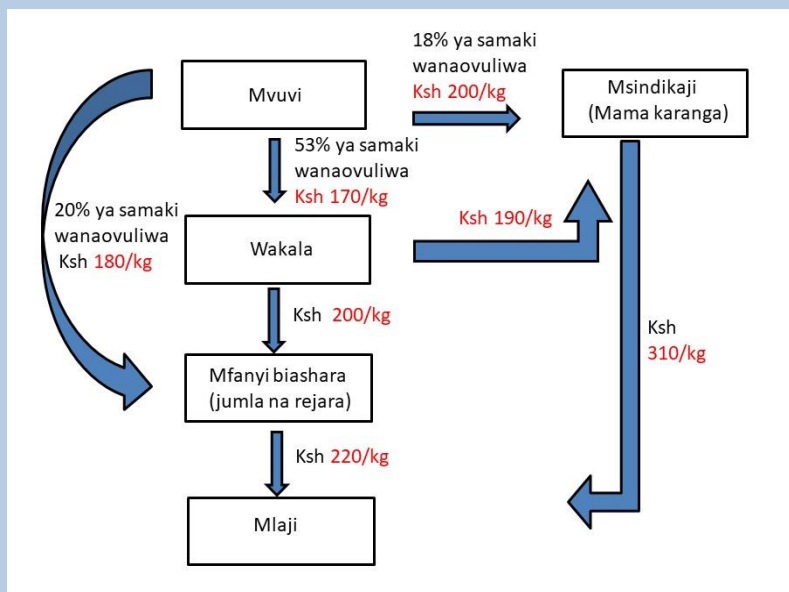 18% ya samaki
wanaovuliwa
Ksh 200/kg
Mvuvi
Msindikaji
(Mama karanga)
53% ya samaki
wanaovuliwa
Ksh 170/kg
20% ya samaki
wanaovuliwa
Ksh 180/kg
Wakala
Ksh 190/kg
Ksh 200/kg
Ksh
310/kg
Mfanyi biashara
(jumla na rejara)
Ksh 220/kg
Mlaji